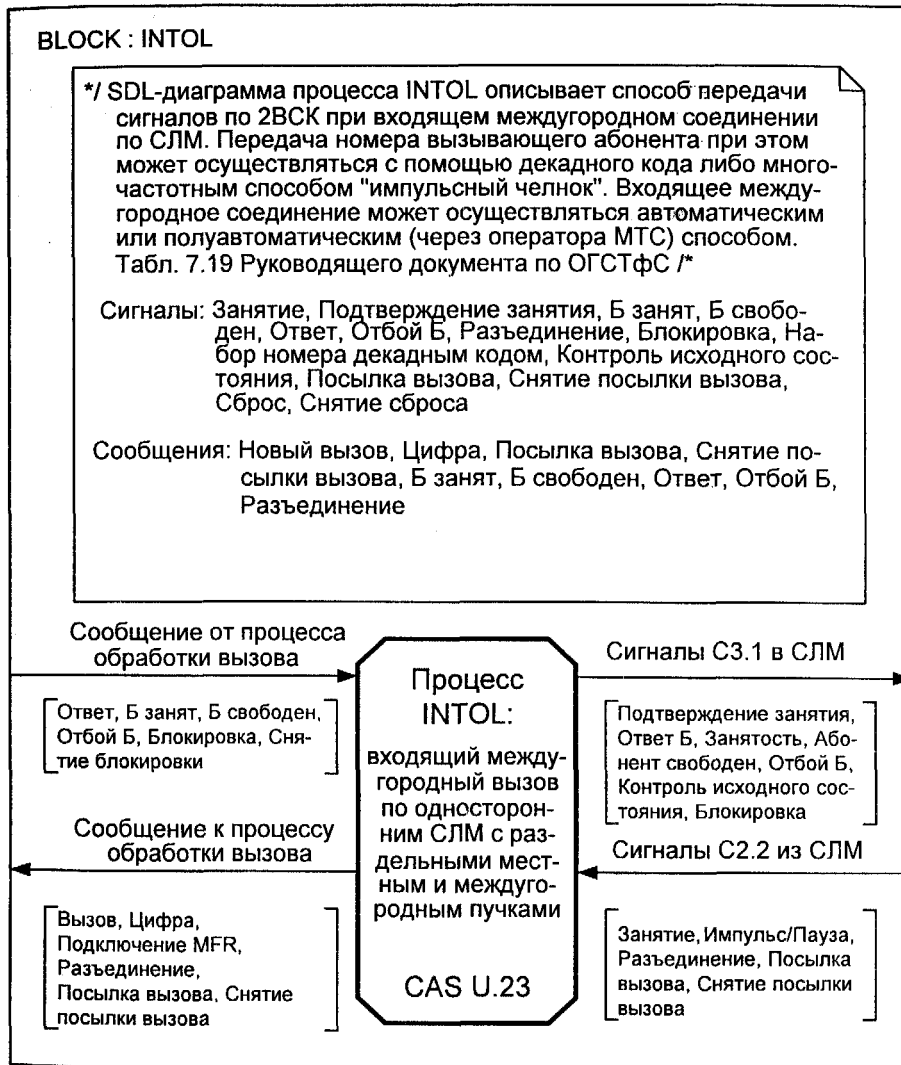 BLOCK : INTOL
*/ SDL-диаграмма процесса INTOL описывает способ передачи
сигналов по 2ВСК при входящем междугородном соединении
по СЛМ. Передача номера вызывающего абонента при этом
может осуществляться с помощью декадного кода либо много-
частотным способом "импульсный челнок". Входящее между-
городное соединение может осуществляться автоматическим
или полуавтоматическим (через оператора МТС) способом.
Табл. 7.19 Руководящего документа по ОГСТфС /*
Сигналы: Занятие, Подтверждение занятия, Б занят, Б свобо-
ден, Ответ, Отбой Б, Разъединение, Блокировка, На-
бор номера декадным кодом, Контроль исходного сос-
тояния, Посылка вызова, Снятие посылки вызова,
Сброс, Снятие сброса
Сообщения: Новый вызов, Цифра, Посылка вызова, Снятие по-
сылки вызова, Б занят, Б свободен, Ответ, Отбой Б,
Разъединение
Сообщение от процесса
обработки вызова
Ответ, Б занят, Б свободен,
Отбой Б, Блокировка, Сня-
тие блокировки
Сообщение к процессу
обработки вызова
Вызов, Цифра,
Подключение MFR,
Разъединение,
Посылка вызова, Снятие
посылки вызова
Процесс
INTOL:
входящий между-
городный вызов
по односторон-
ним СЛМ с раз-
дельными мест-
ным и междуго-
родным пучками
CAS U.23
Сигналы С3.1 в СЛМ
Подтверждение занятия,
Ответ Б, Занятость, Або-
нент свободен, Отбой Б,
Контроль исходного сос-
тояния, Блокировка
Сигналы С2.2 из СЛМ
Занятие, Импульс/Пауза,
Разъединение, Посылка
вызова, Снятие посылки
вызова